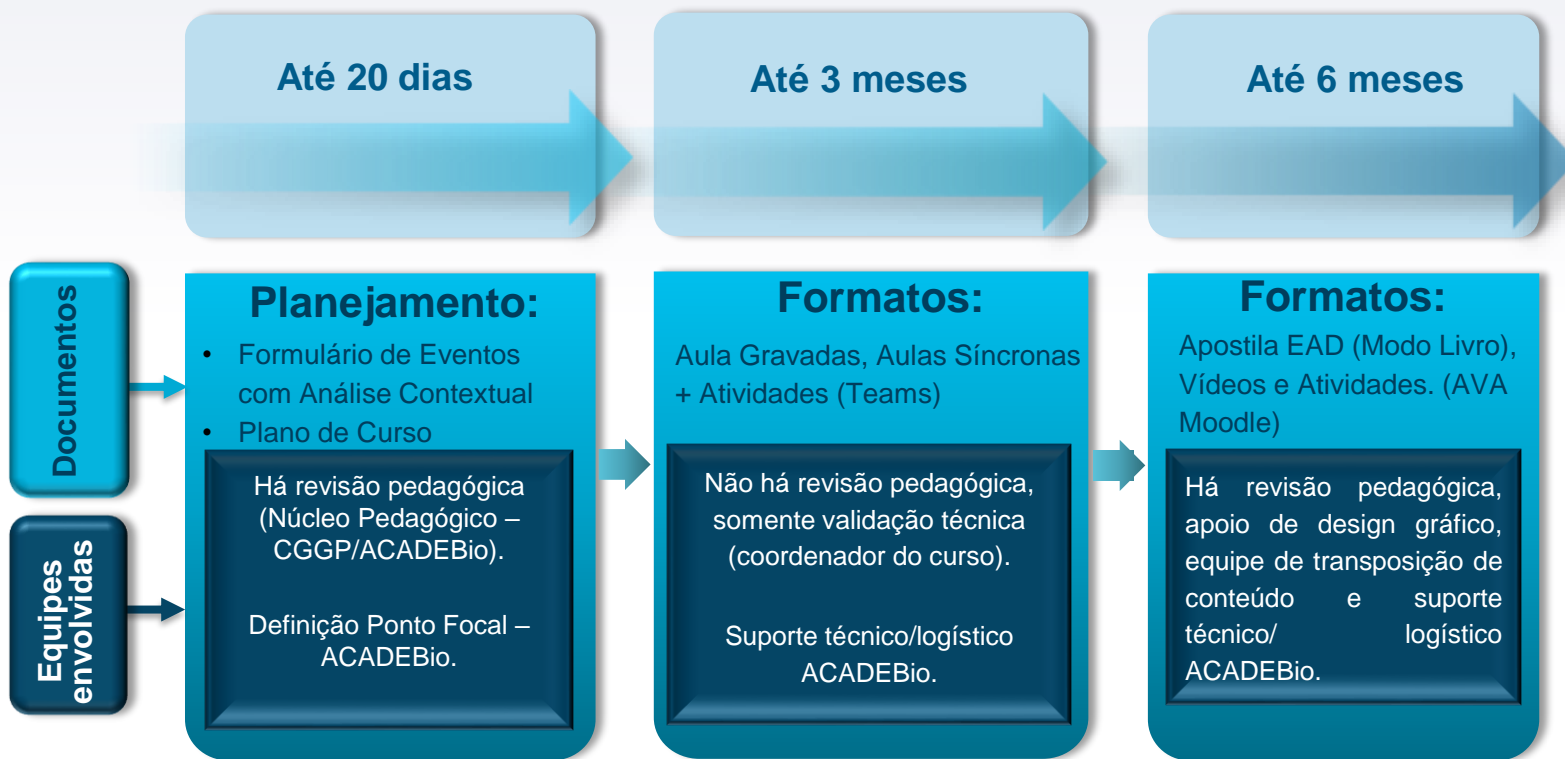 Até 20 dias
Até 3 meses
Até 6 meses
Documentos
Equipes
envolvidas
Planejamento:
• Formulário de Eventos
com Análise Contextual
• Plano de Curso
Há revisão pedagógica
(Núcleo Pedagógico –
CGGP/ACADEBio).
Definição Ponto Focal –
ACADEBio.
Formatos:
Aula Gravadas, Aulas Síncronas
+ Atividades (Teams)
Não há revisão pedagógica,
somente validação técnica
(coordenador do curso).
Suporte técnico/logístico
ACADEBio.
Formatos:
Apostila EAD (Modo Livro),
Vídeos e Atividades. (AVA
Moodle)
Há revisão pedagógica,
apoio de design gráfico,
equipe de transposição de
conteúdo e suporte
técnico/ logístico
ACADEBio.